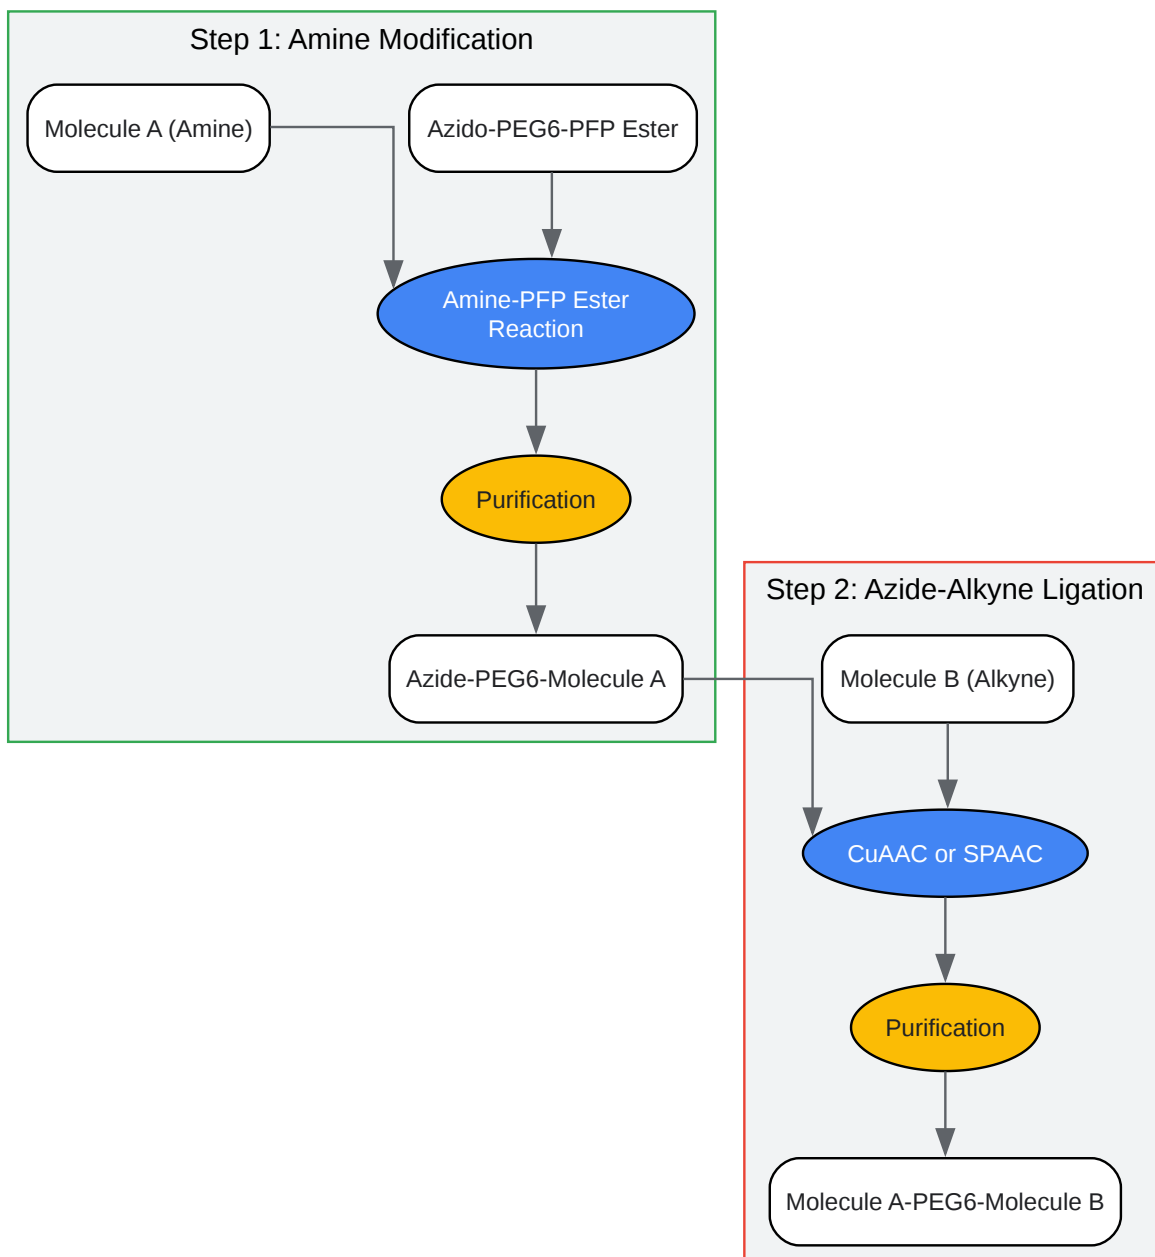 Step 1: Amine Modification
Molecule A (Amine)
Azido-PEG6-PFP Ester
Amine-PFP Ester
Reaction
Purification
Azide-PEG6-Molecule A
Step 2: Azide-Alkyne Ligation
Molecule B (Alkyne)
CuAAC or SPAAC
Purification
Molecule A-PEG6-Molecule B